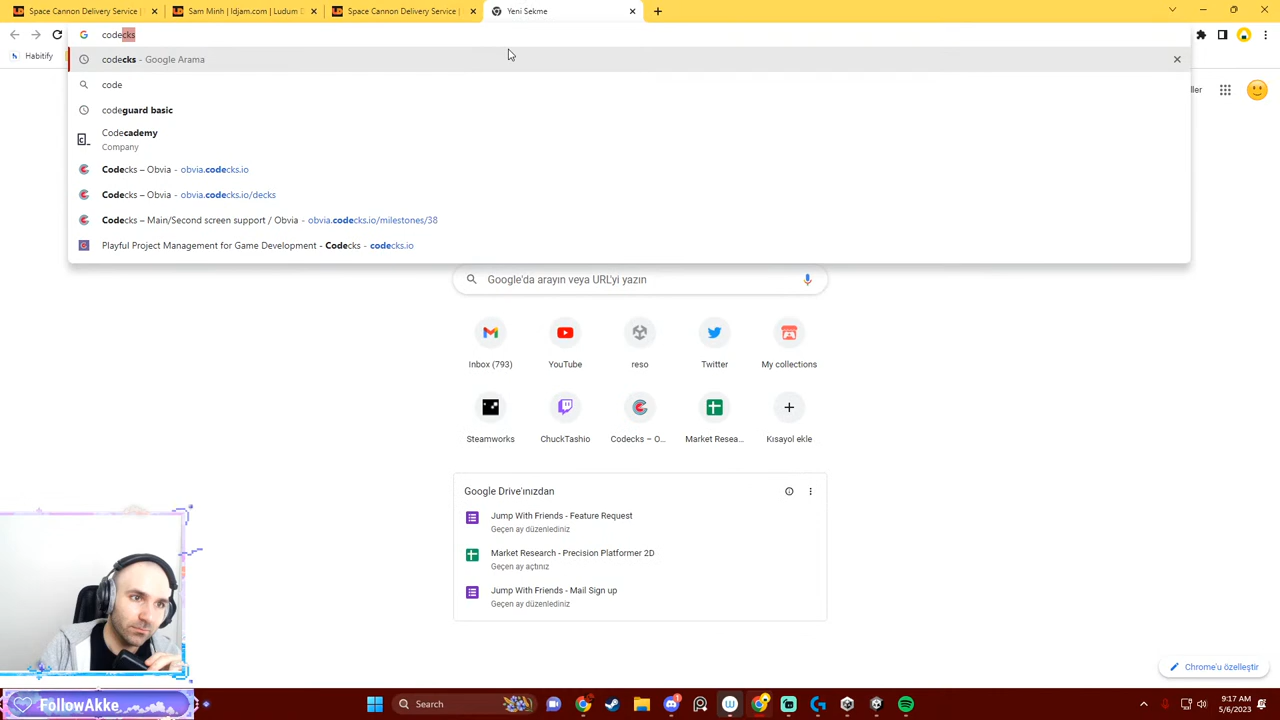 Space Cannon Delivery Service |
Sam Minh | ldjam.com | Ludum D
Space Cannon Delivery Service |
Yeni Sekme
codecks
Habitify
codecks - Google Arama
code
codeguard basic
Codecademy
Company
Codecks – Obvia - obvia.codecks.io
Codecks – Obvia - obvia.codecks.io/decks
Codecks – Main/Second screen support / Obvia - obvia.codecks.io/milestones/38
Playful Project Management for Game Development - Codecks - codecks.io
ller
Google'da arayın veya URL'yi yazın
Inbox (793)
YouTube
reso
Twitter
My collections
Steamworks
ChuckTashio
Codecks – O...
Market Resea...
Kısayol ekle
Google Drive'ınızdan
Jump With Friends - Feature Request
Geçen ay düzenlediniz
Market Research - Precision Platformer 2D
Geçen ay açtınız
Jump With Friends - Mail Sign up
Geçen ay düzenlediniz
Chrome'u özelleştir
FollowAkke
Search
9:17 AM
5/6/2023